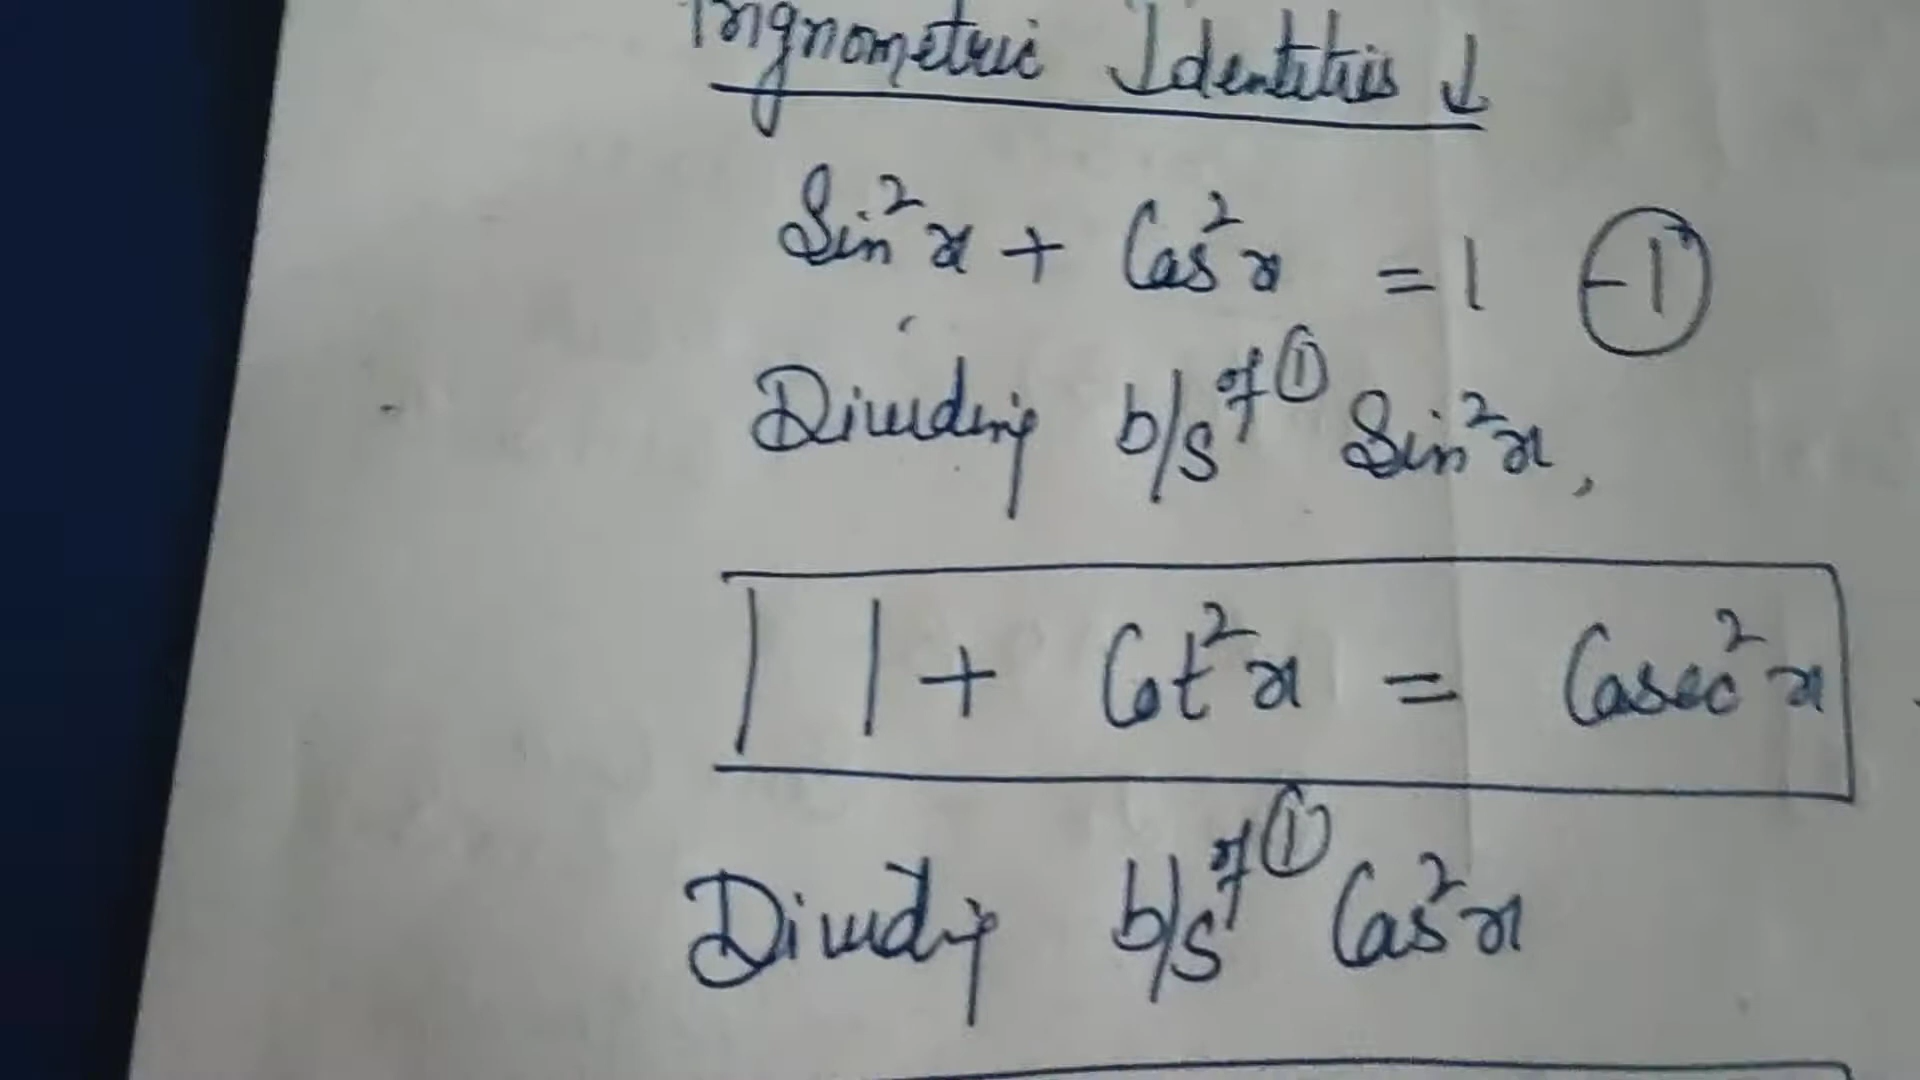 Trignometric Identities ↓
Sin²x + Cos²x = 1 -①
Dividing b/s of ① Sin²x,
1 + Cot²x = Cosec²x
Dividing b/s of ① Cos²x